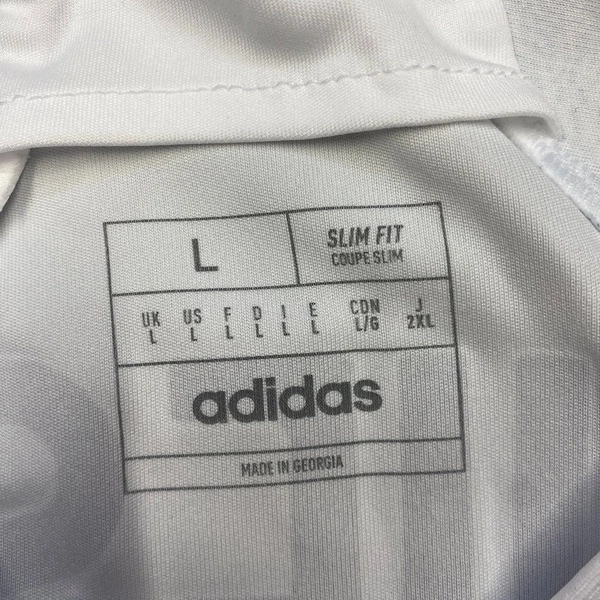 L
SLIM FIT
COUPE SLIM
UK US F D I E CDN J
L L L L L L L/G 2XL
adidas
MADE IN GEORGIA